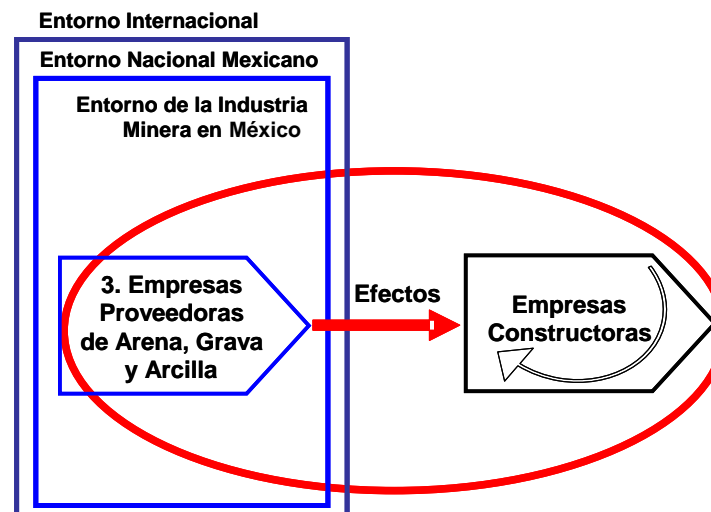 Entorno Internacional
Entorno Nacional Mexicano
Entorno de la Industria
Minera en México
3. Empresas
Proveedoras
de Arena, Grava
y Arcilla
Efectos
Empresas
Constructoras